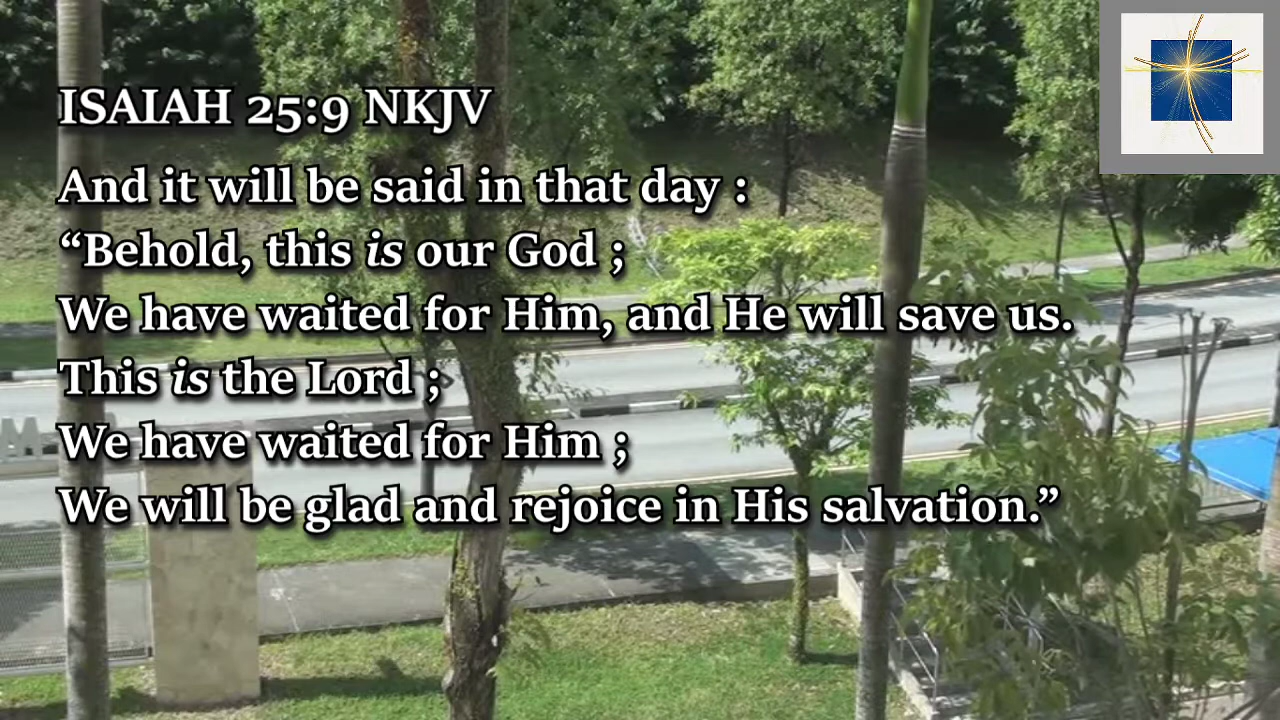 ISAIAH 25:9 NKJV
And it will be said in that day :
“Behold, this is our God ;
We have waited for Him, and He will save us.
This is the Lord ;
We have waited for Him ;
We will be glad and rejoice in His salvation.”